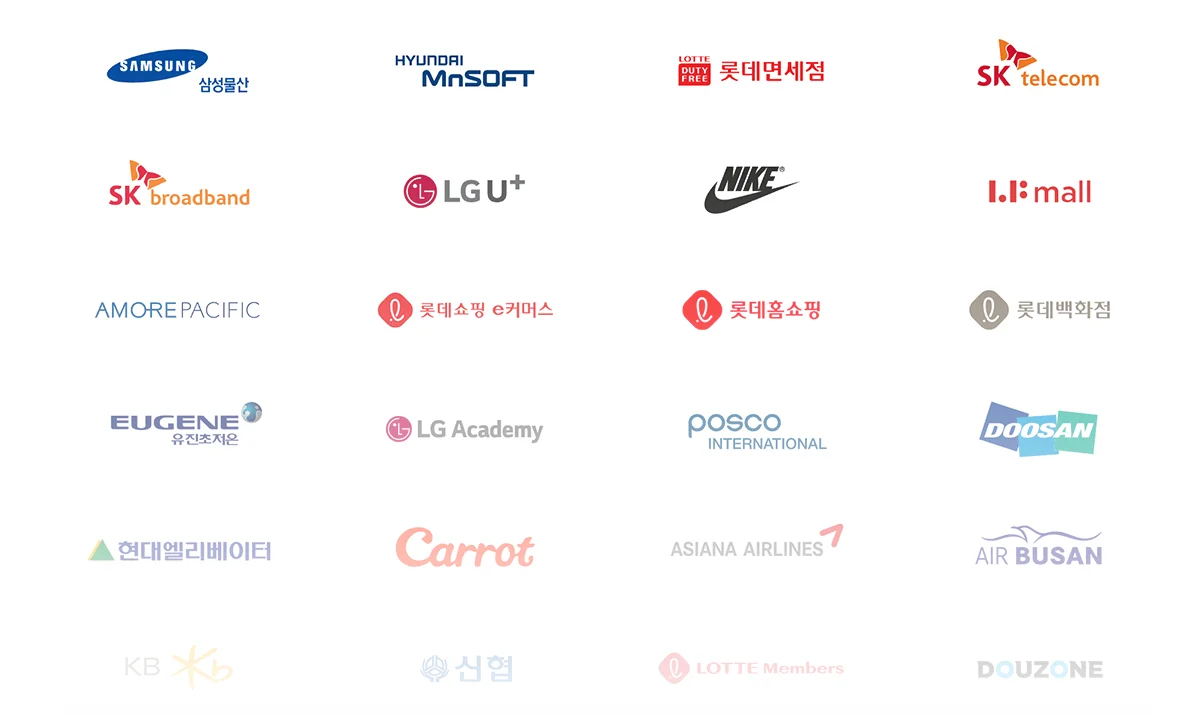 SAMSUNG
삼성물산
HYUNDAI
MnSOFT
LOTTE
DUTY
FREE
롯데면세점
SK telecom
SK broadband
LG U+
NIKE®
LF mall
AMOREPACIFIC
롯데쇼핑 e커머스
롯데홈쇼핑
롯데백화점
EUGENE
유진초저온
LG Academy
posco
INTERNATIONAL
DOOSAN
현대엘리베이터
Carrot
ASIANA AIRLINES
AIR BUSAN
KB b
신협
LOTTE Members
DOUZONE